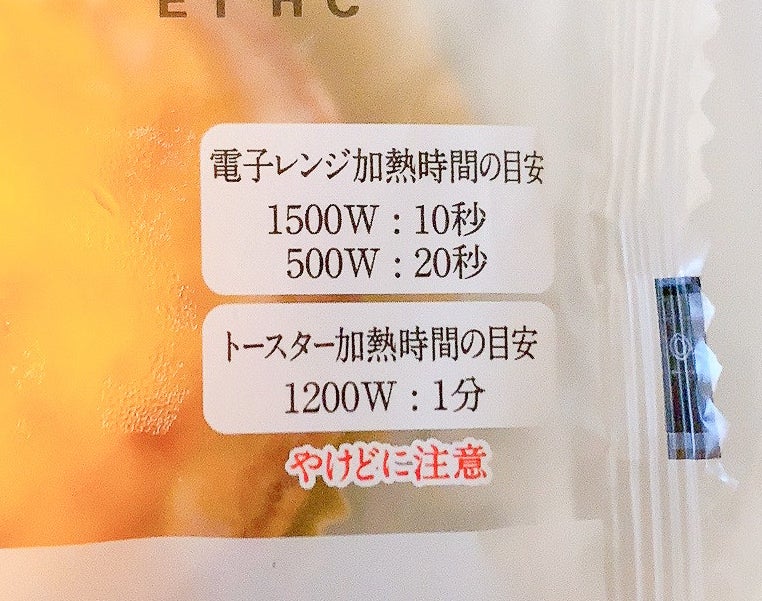 電子レンジ加熱時間の目安
1500W：10秒
500W：20秒
トースター加熱時間の目安
1200W：1分
やけどに注意